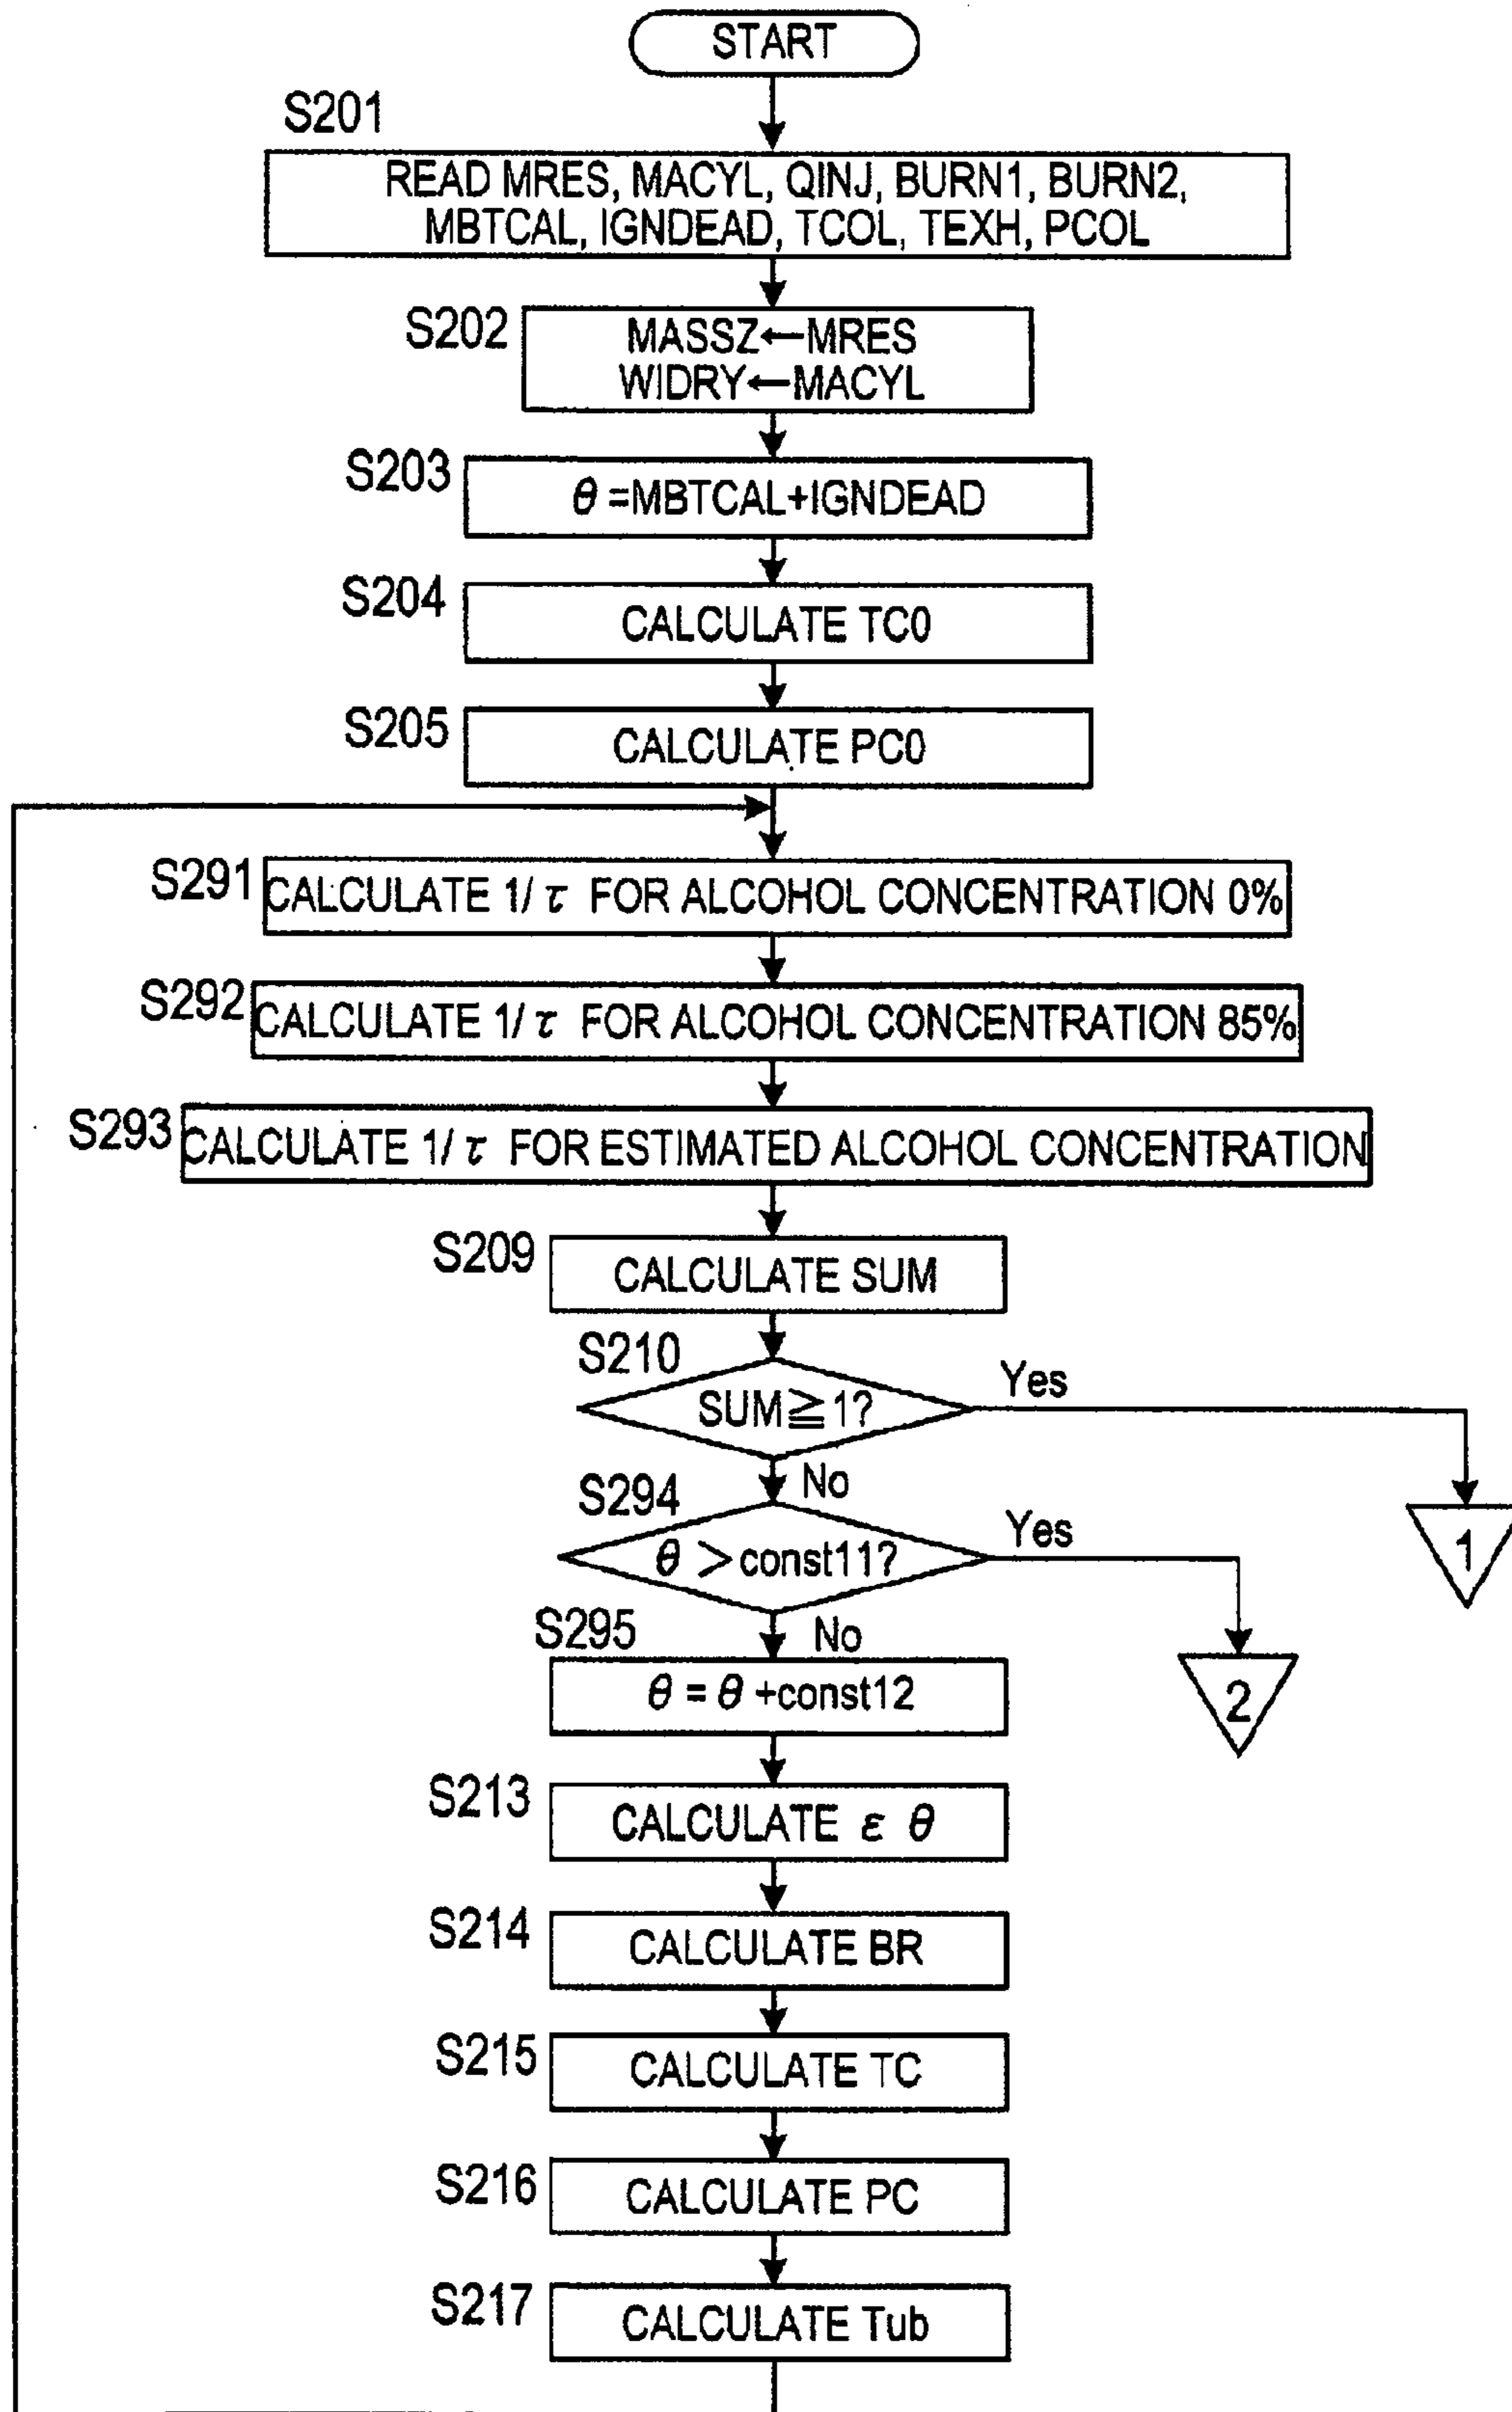 START
S201
READ MRES, MACYL, QINJ, BURN1, BURN2,
MBTCAL, IGNDEAD, TCOL, TEXH, PCOL
S202
MASSZ←MRES
WIDRY←MACYL
S203
θ =MBTCAL+IGNDEAD
S204
CALCULATE TC0
S205
CALCULATE PC0
S291
CALCULATE 1/ τ FOR ALCOHOL CONCENTRATION 0%
S292
CALCULATE 1/ τ FOR ALCOHOL CONCENTRATION 85%
S293
CALCULATE 1/ τ FOR ESTIMATED ALCOHOL CONCENTRATION
S209
CALCULATE SUM
S210
SUM≧1?
Yes
No
1
S294
θ >const11?
Yes
No
2
S295
θ = θ +const12
S213
CALCULATE ε θ
S214
CALCULATE BR
S215
CALCULATE TC
S216
CALCULATE PC
S217
CALCULATE Tub